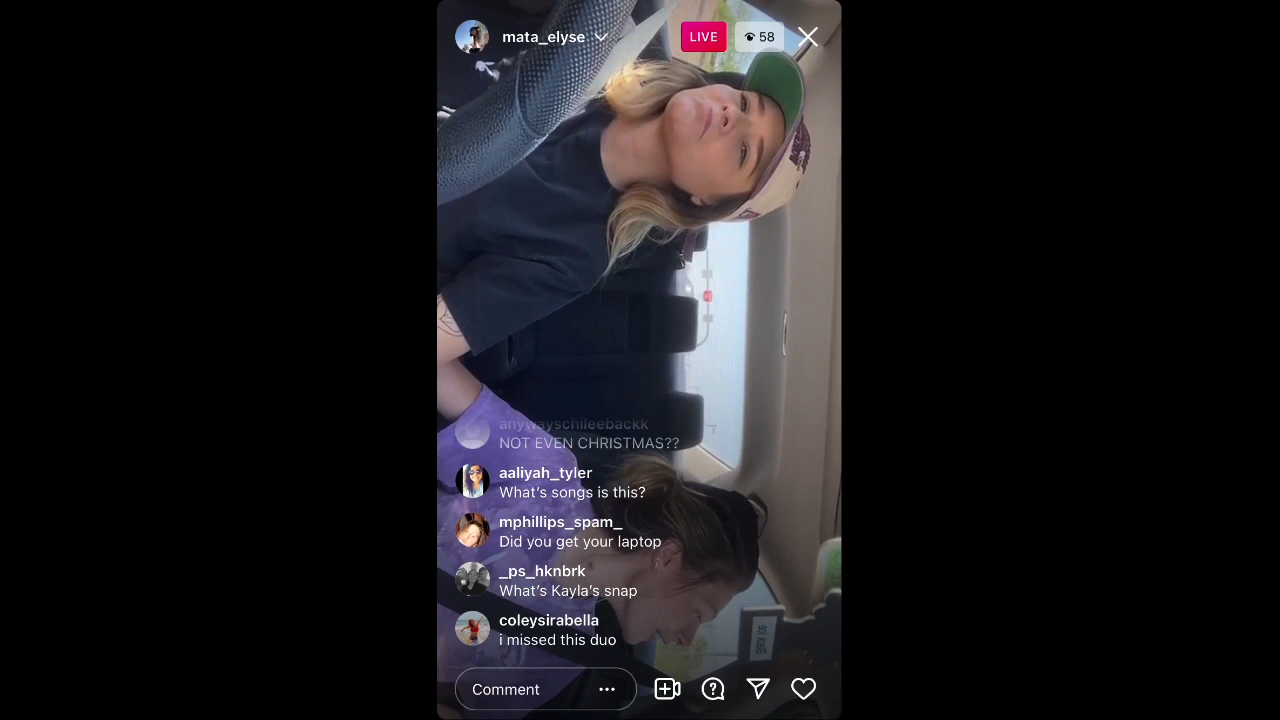 mata_elyse
LIVE
58
anywayschileebackk
NOT EVEN CHRISTMAS??
aaliyah_tyler
What's songs is this?
mphillips_spam_
Did you get your laptop
_ps_hknbrk
What's Kayla's snap
coleysirabella
i missed this duo
Comment